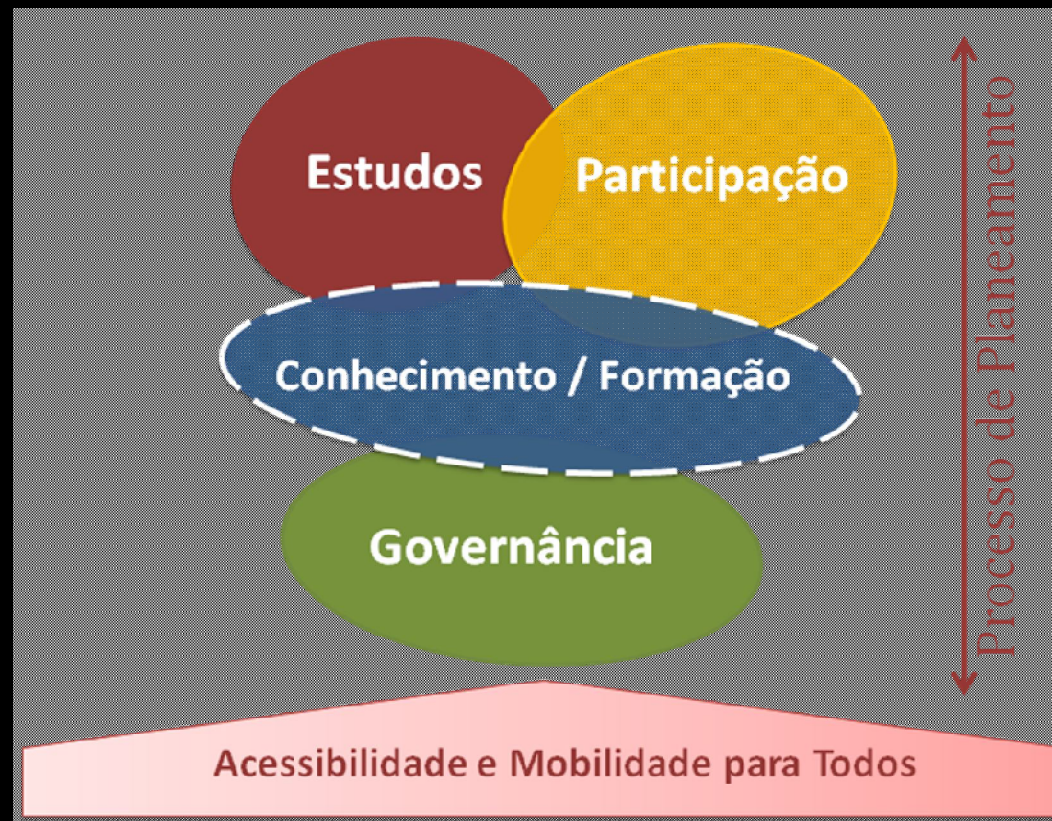 Estudos
Participação
Conhecimento / Formação
Governância
Processo de Planeamento
Acessibilidade e Mobilidade para Todos